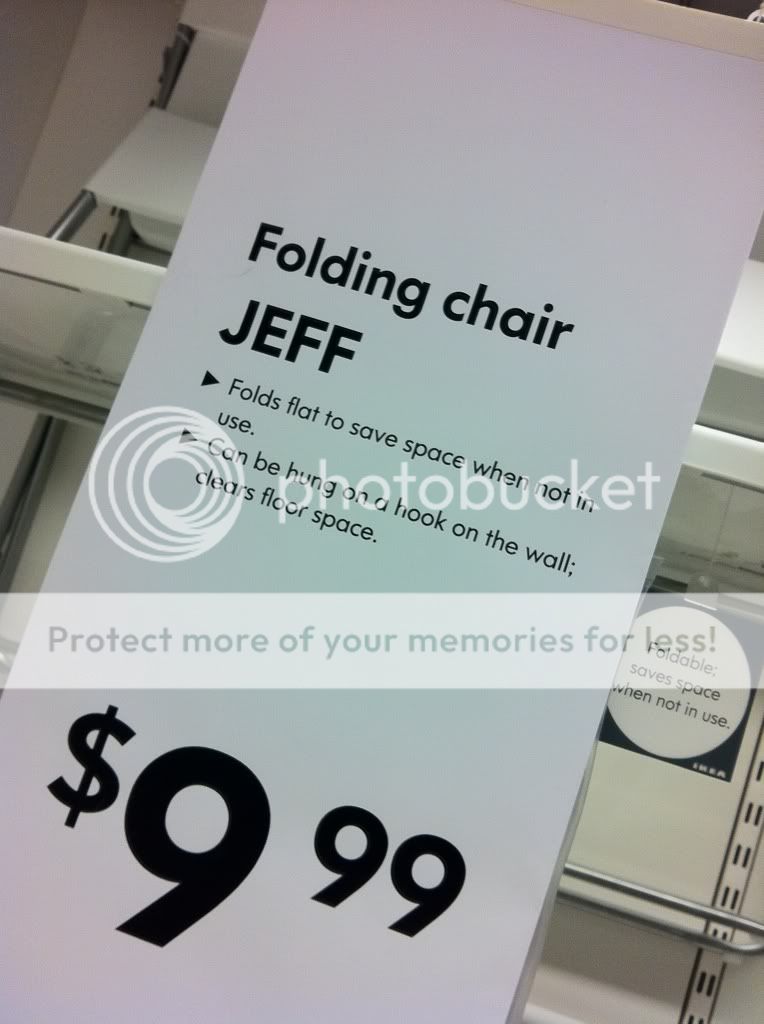 Folding chair
JEFF
Folds flat to save space when not in
use.
Can be hung on a hook on the wall;
clears floor space.
photobucket
Protect more of your memories for less!
Foldable;
saves space
when not in use.
IKEA
$9 99